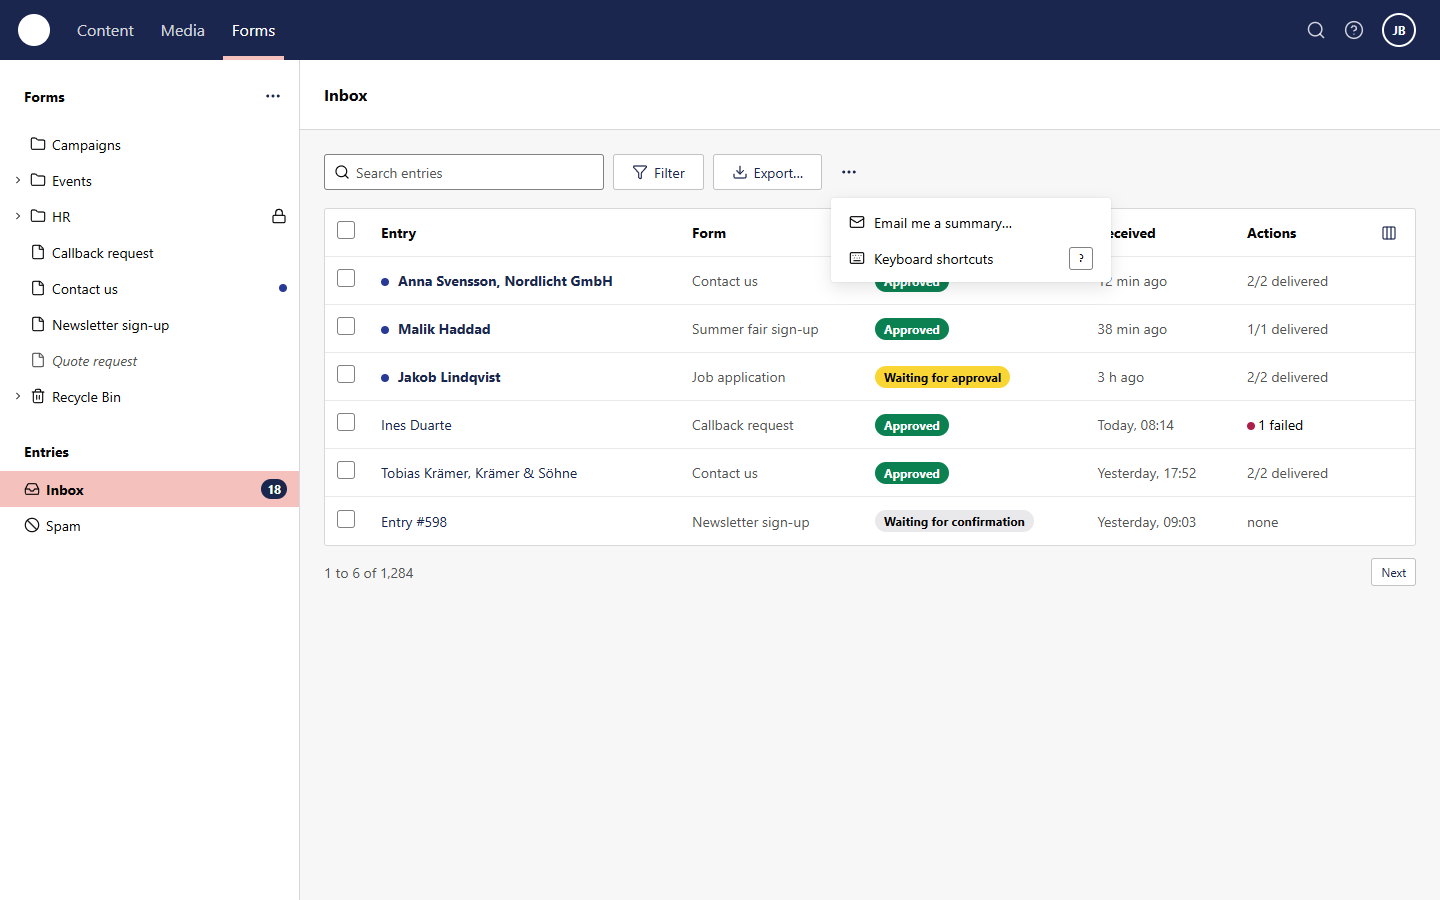 Content Media Forms JB
Forms
Campaigns
Events
HR
Callback request
Contact us
Newsletter sign-up
Quote request
Recycle Bin
Entries
Inbox 18
Spam
Inbox
Search entries Filter Export...
Email me a summary...
Keyboard shortcuts ?
Entry Form eceived Actions
Anna Svensson, Nordlicht GmbH Contact us Approved 12 min ago 2/2 delivered
Malik Haddad Summer fair sign-up Approved 38 min ago 1/1 delivered
Jakob Lindqvist Job application Waiting for approval 3 h ago 2/2 delivered
Ines Duarte Callback request Approved Today, 08:14 1 failed
Tobias Krämer, Krämer & Söhne Contact us Approved Yesterday, 17:52 2/2 delivered
Entry #598 Newsletter sign-up Waiting for confirmation Yesterday, 09:03 none
1 to 6 of 1,284 Next